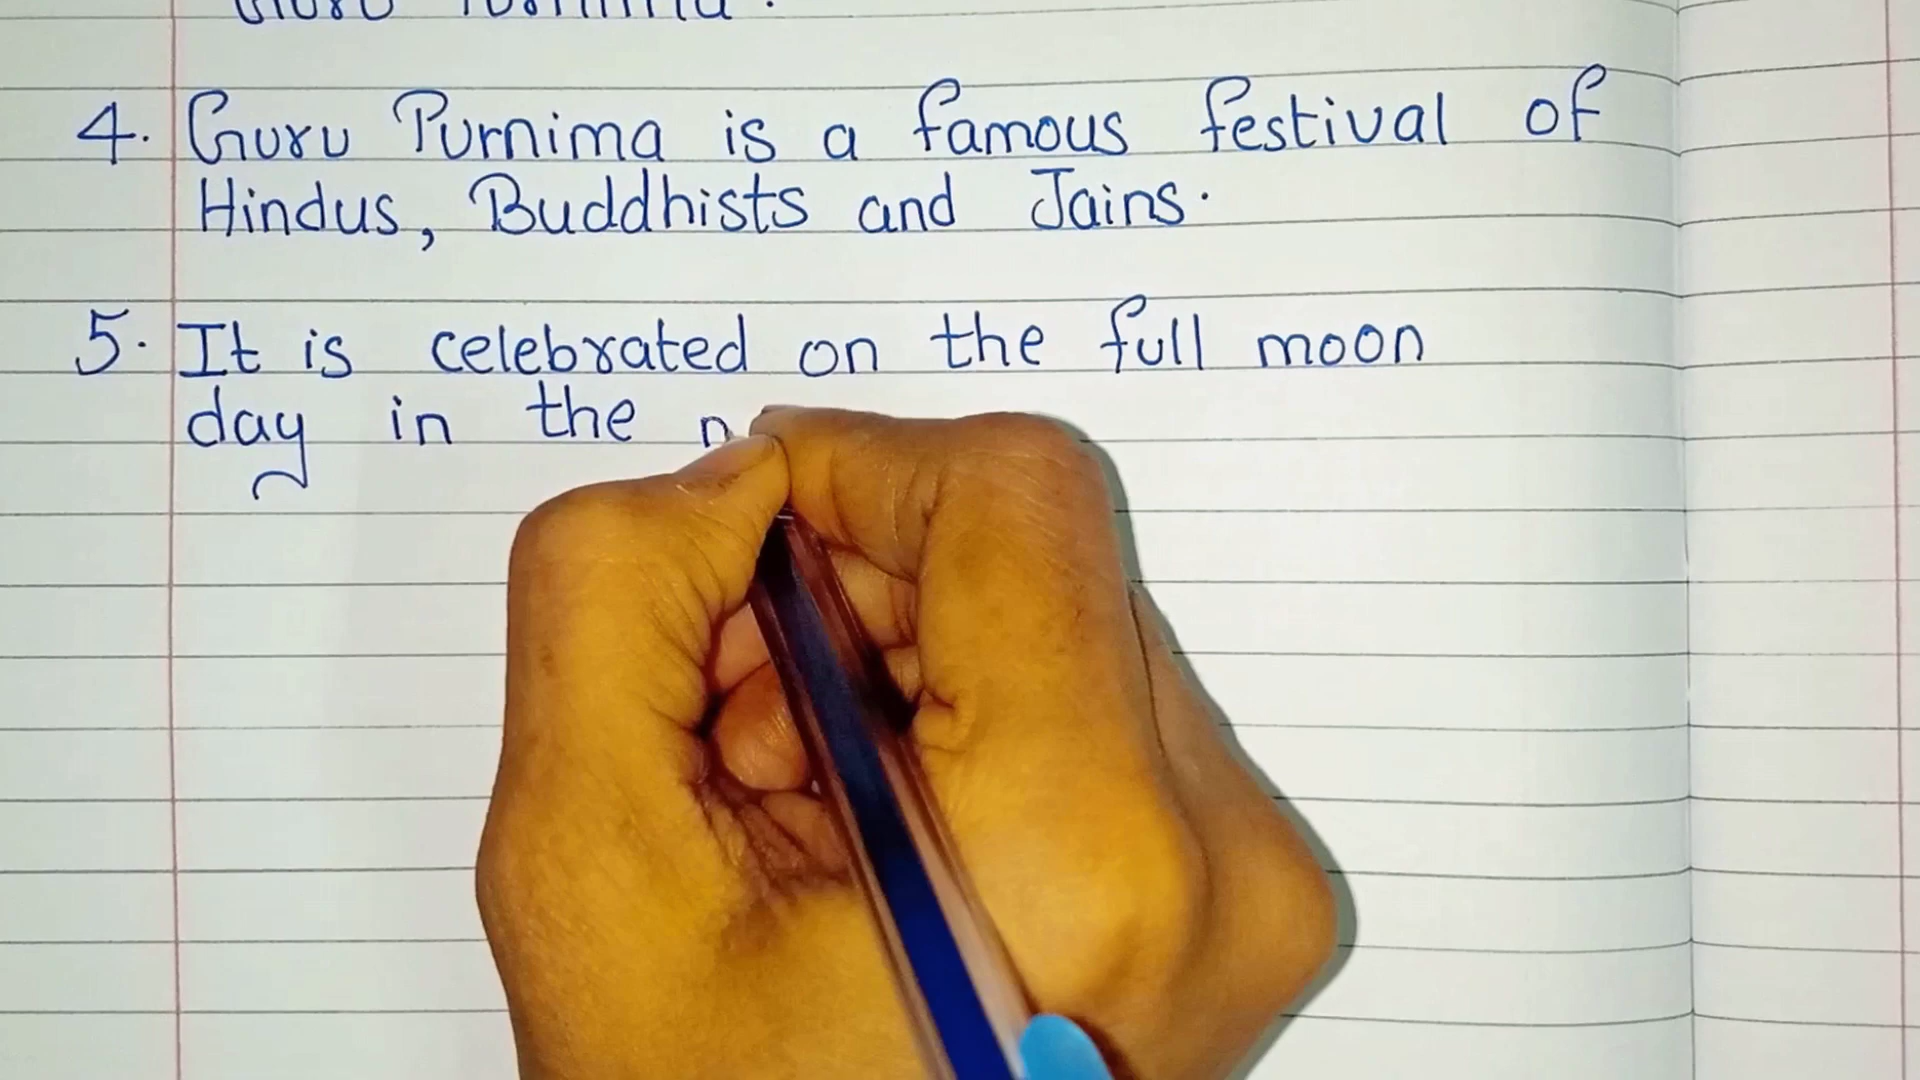 4. Guru Purnima is a famous festival of
Hindus, Buddhists and Jains.
5. It is celebrated on the full moon
day in the